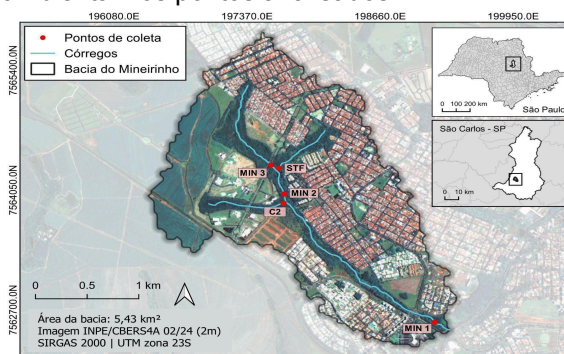 196080.0E 197370.0E 198660.0E 199950.0E
7565400.0N
7564050.0N
7562700.0N
Pontos de coleta
Córregos
Bacia do Mineirinho
0 100 200 km
São Paulo
São Carlos - SP
0 10 km
MIN 3
STF
MIN 2
C2
MIN 1
0 0.5 1 km
Área da bacia: 5,43 km²
Imagem INPE/CBERS4A 02/24 (2m)
SIRGAS 2000 | UTM zona 23S